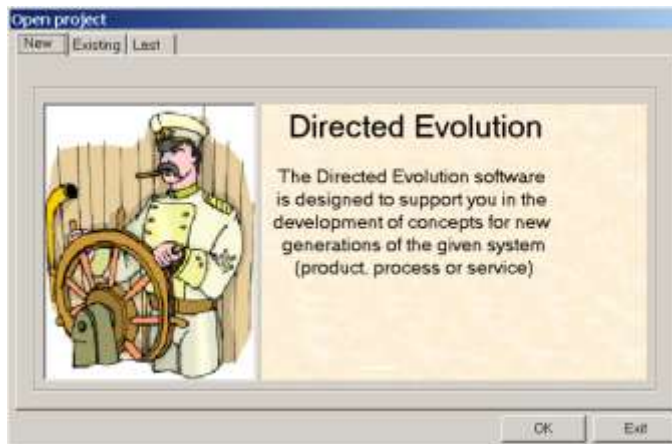 Open project
New Existing Last
Directed Evolution
The Directed Evolution software
is designed to support you in the
development of concepts for new
generations of the given system
(product, process or service)
OK Exit